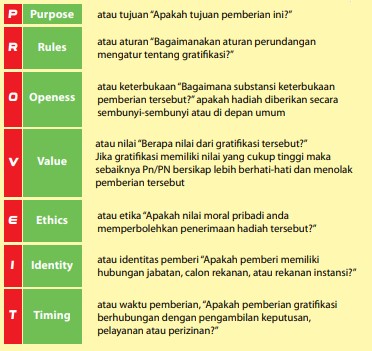 P Purpose atau tujuan “Apakah tujuan pemberian ini?”
R Rules atau aturan “Bagaimanakan aturan perundangan
mengatur tentang gratifikasi?”
O Openess atau keterbukaan “Bagaimana substansi keterbukaan
pemberian tersebut?” apakah hadiah diberikan secara
sembunyi-sembunyi atau di depan umum
V Value atau nilai “Berapa nilai dari gratifikasi tersebut?”
Jika gratifikasi memiliki nilai yang cukup tinggi maka
sebaiknya Pn/PN bersikap lebih berhati-hati dan menolak
pemberian tersebut
E Ethics atau etika “Apakah nilai moral pribadi anda
memperbolehkan penerimaan hadiah tersebut?”
I Identity atau identitas pemberi “Apakah pemberi memiliki
hubungan jabatan, calon rekanan, atau rekanan instansi?”
T Timing atau waktu pemberian, “Apakah pemberian gratifikasi
berhubungan dengan pengambilan keputusan,
pelayanan atau perizinan?”